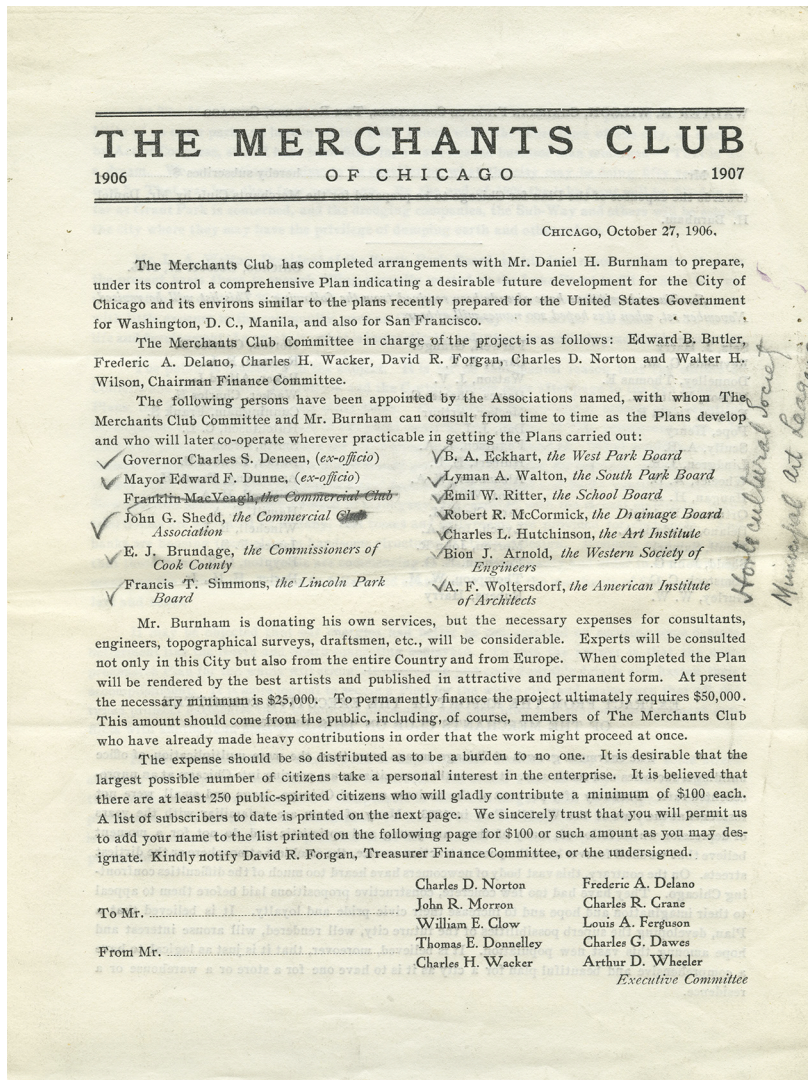 THE MERCHANTS CLUB
1906 OF CHICAGO 1907
CHICAGO, October 27, 1906.
The Merchants Club has completed arrangements with Mr. Daniel H. Burnham to prepare,
under its control a comprehensive Plan indicating a desirable future development for the City of
Chicago and its environs similar to the plans recently prepared for the United States Government
for Washington, D. C., Manila, and also for San Francisco.
The Merchants Club Committee in charge of the project is as follows: Edward B. Butler,
Frederic A. Delano, Charles H. Wacker, David R. Forgan, Charles D. Norton and Walter H.
Wilson, Chairman Finance Committee.
The following persons have been appointed by the Associations named, with whom The
Merchants Club Committee and Mr. Burnham can consult from time to time as the Plans develop
and who will later co-operate wherever practicable in getting the Plans carried out:
Governor Charles S. Deneen, (ex-officio)
Mayor Edward F. Dunne, (ex-officio)
Franklin MacVeagh, the Commercial Club
John G. Shedd, the Commercial Club
Association
E. J. Brundage, the Commissioners of
Cook County
Francis T. Simmons, the Lincoln Park
Board
B. A. Eckhart, the West Park Board
Lyman A. Walton, the South Park Board
Emil W. Ritter, the School Board
Robert R. McCormick, the Drainage Board
Charles L. Hutchinson, the Art Institute
Bion J. Arnold, the Western Society of
Engineers
A. F. Woltersdorf, the American Institute
of Architects
Horticultural Society
Municipal Art League
Mr. Burnham is donating his own services, but the necessary expenses for consultants,
engineers, topographical surveys, draftsmen, etc., will be considerable. Experts will be consulted
not only in this City but also from the entire Country and from Europe. When completed the Plan
will be rendered by the best artists and published in attractive and permanent form. At present
the necessary minimum is $25,000. To permanently finance the project ultimately requires $50,000.
This amount should come from the public, including, of course, members of The Merchants Club
who have already made heavy contributions in order that the work might proceed at once.
The expense should be so distributed as to be a burden to no one. It is desirable that the
largest possible number of citizens take a personal interest in the enterprise. It is believed that
there are at least 250 public-spirited citizens who will gladly contribute a minimum of $100 each.
A list of subscribers to date is printed on the next page. We sincerely trust that you will permit us
to add your name to the list printed on the following page for $100 or such amount as you may des-
ignate. Kindly notify David R. Forgan, Treasurer Finance Committee, or the undersigned.
To Mr.
From Mr.
Charles D. Norton
John R. Morron
William E. Clow
Thomas E. Donnelley
Charles H. Wacker
Frederic A. Delano
Charles R. Crane
Louis A. Ferguson
Charles G. Dawes
Arthur D. Wheeler
Executive Committee